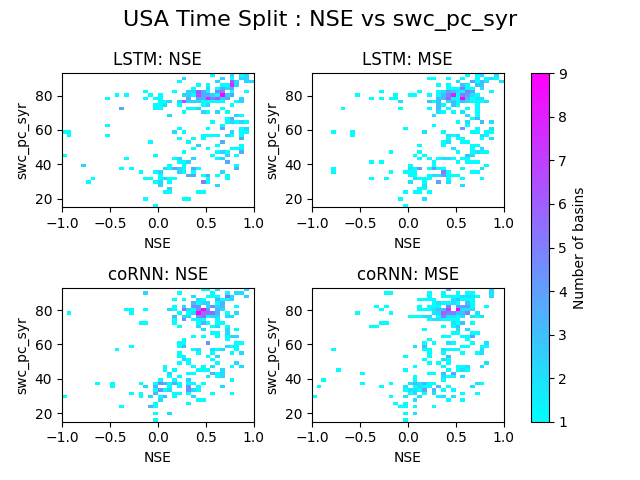 USA Time Split : NSE vs swc_pc_syr
LSTM: NSE
LSTM: MSE
swc_pc_syr
80
60
40
20
−1.0 −0.5 0.0 0.5 1.0
NSE
swc_pc_syr
80
60
40
20
−1.0 −0.5 0.0 0.5 1.0
NSE
coRNN: NSE
coRNN: MSE
swc_pc_syr
80
60
40
20
−1.0 −0.5 0.0 0.5 1.0
NSE
swc_pc_syr
80
60
40
20
−1.0 −0.5 0.0 0.5 1.0
NSE
9
8
7
6
5
4
3
2
1
Number of basins